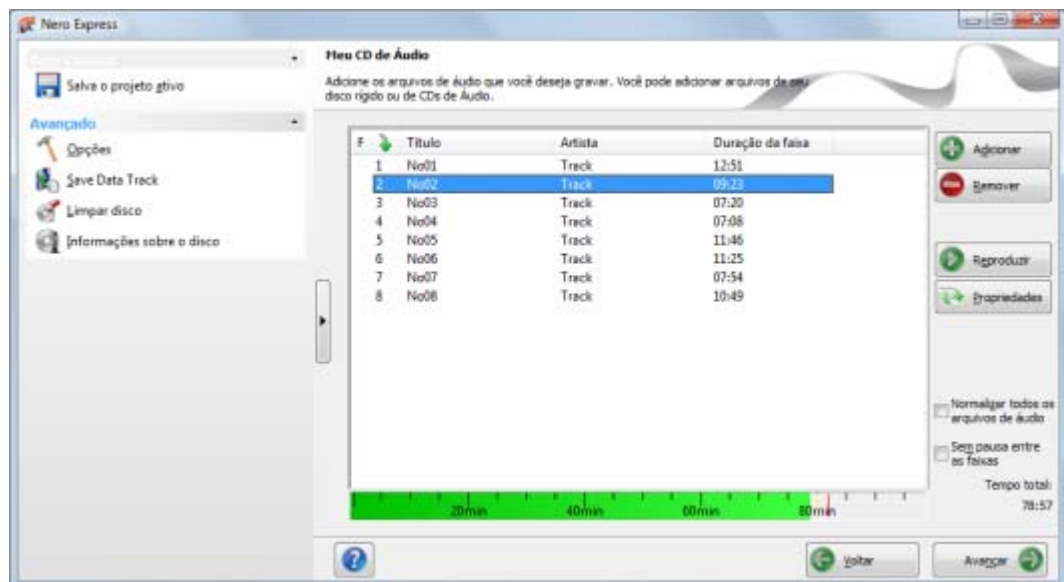 Nero Express
Salva o projeto ativo
Avançado
Opções
Save Data Track
Limpar disco
Informações sobre o disco
Meu CD de Áudio
Adicione os arquivos de áudio que você deseja gravar. Você pode adicionar arquivos de seu
disco rígido ou de CDs de Áudio.
F Título Artista Duração da faixa
1 No01 Track 12:51
2 No02 Track 09:23
3 No03 Track 07:20
4 No04 Track 07:08
5 No05 Track 11:46
6 No06 Track 11:25
7 No07 Track 07:54
8 No08 Track 10:49
20min 40min 60min 80min
Adicionar
Remover
Reproduzir
Propriedades
Normalizar todos os
arquivos de áudio
Sem pausa entre
as faixas
Tempo total:
78:57
Voltar
Avançar